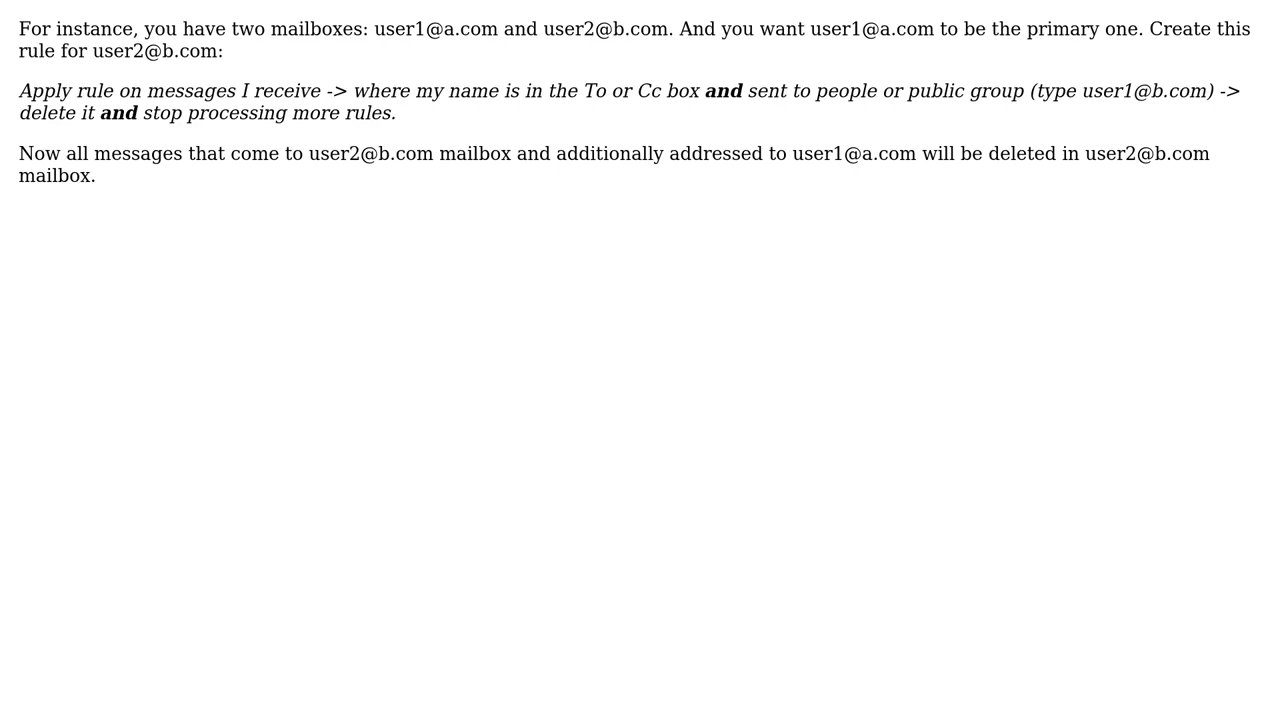 For instance, you have two mailboxes: user1@a.com and user2@b.com. And you want user1@a.com to be the primary one. Create this
rule for user2@b.com:
Apply rule on messages I receive -> where my name is in the To or Cc box and sent to people or public group (type user1@b.com) ->
delete it and stop processing more rules.
Now all messages that come to user2@b.com mailbox and additionally addressed to user1@a.com will be deleted in user2@b.com
mailbox.